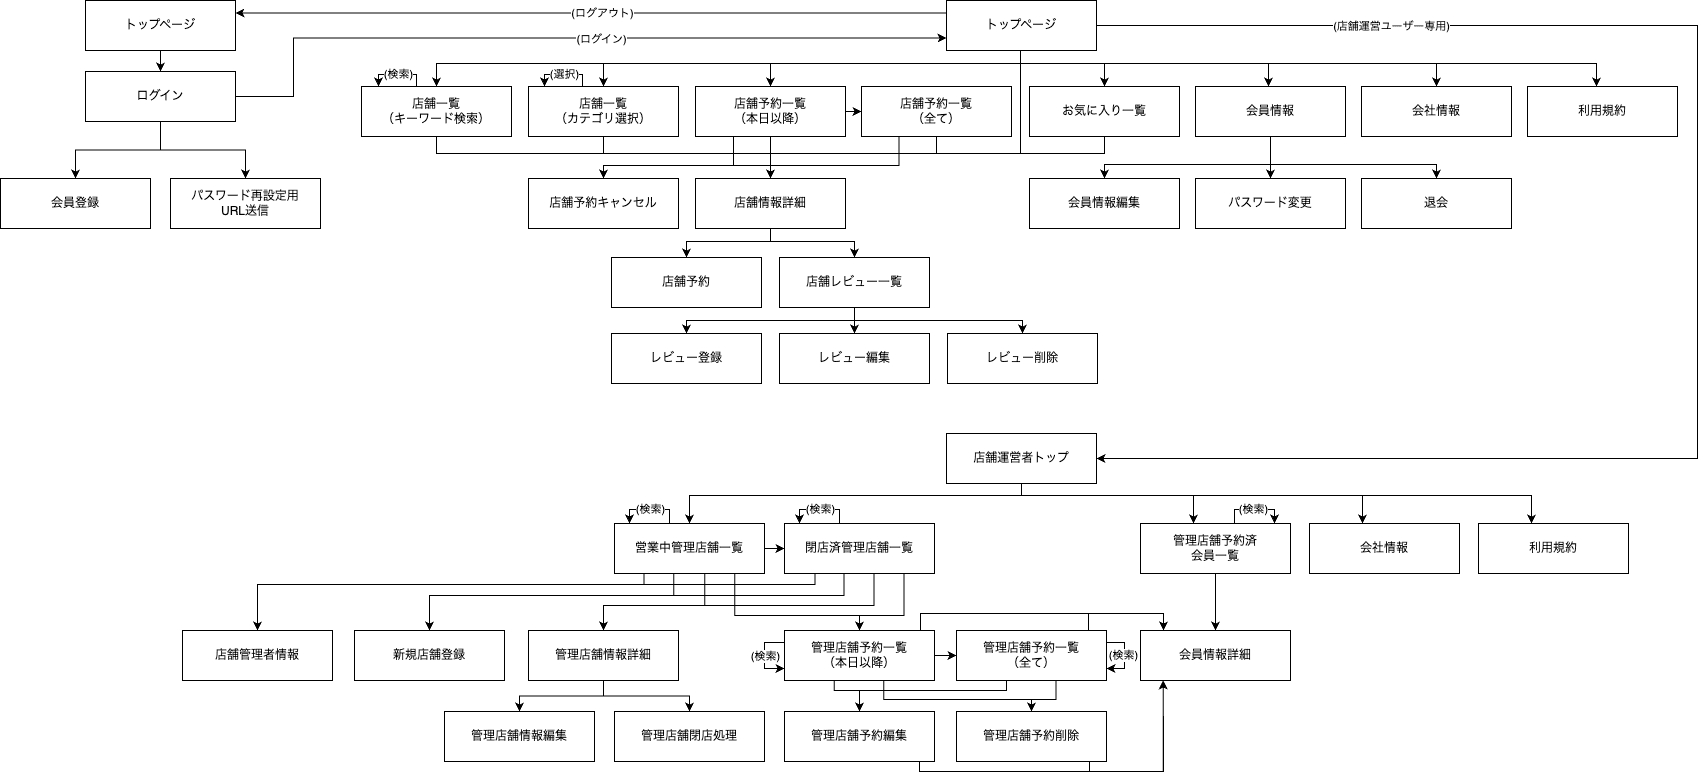 トップページ
(ログアウト)
トップページ
(店舗運営ユーザー専用)
(ログイン)
ログイン
(検索)
(選択)
店舗一覧
（キーワード検索）
店舗一覧
（カテゴリ選択）
店舗予約一覧
（本日以降）
店舗予約一覧
（全て）
お気に入り一覧
会員情報
会社情報
利用規約
会員登録
パスワード再設定用
URL送信
店舗予約キャンセル
店舗情報詳細
会員情報編集
パスワード変更
退会
店舗予約
店舗レビュー一覧
レビュー登録
レビュー編集
レビュー削除
店舗運営者トップ
(検索)
(検索)
(検索)
営業中管理店舗一覧
閉店済管理店舗一覧
管理店舗予約済
会員一覧
会社情報
利用規約
店舗管理者情報
新規店舗登録
管理店舗情報詳細
(検索)
管理店舗予約一覧
（本日以降）
管理店舗予約一覧
（全て）
(検索)
会員情報詳細
管理店舗情報編集
管理店舗閉店処理
管理店舗予約編集
管理店舗予約削除